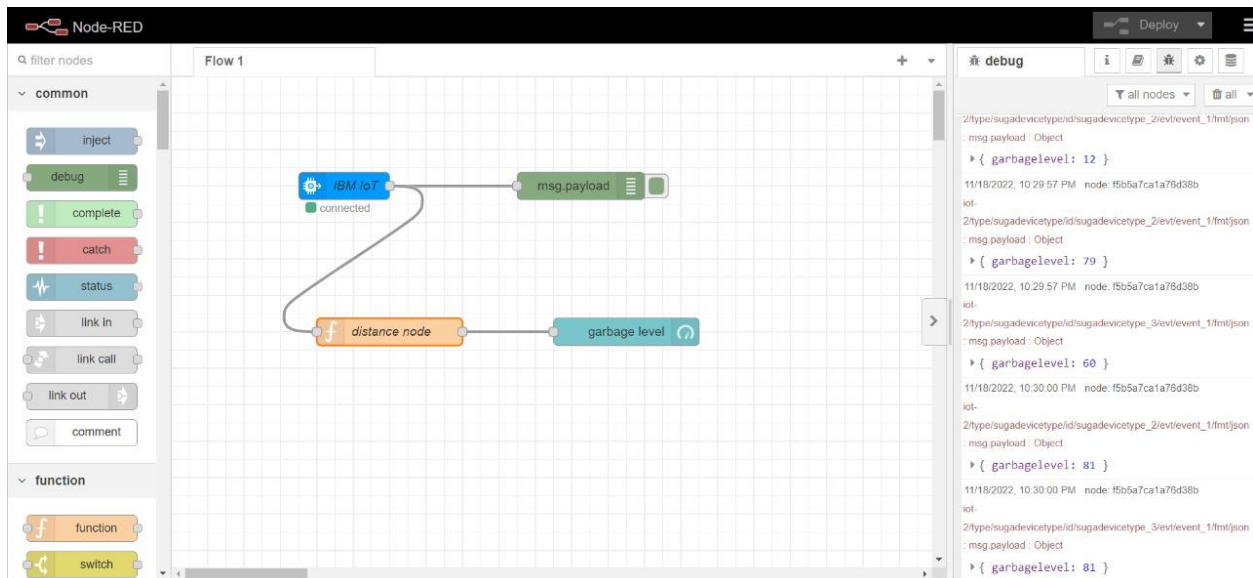 Node-RED
Deploy
filter nodes
common
inject
debug
complete
catch
status
link in
link call
link out
comment
function
function
switch
Flow 1
IBM IoT
connected
msg.payload
distance node
garbage level
debug
all nodes
all
2/type/sugadevicetype/id/sugadevicetype_2/evt/event_1/fmt/json
: msg.payload : Object
{ garbagelevel: 12 }
11/18/2022, 10:29:57 PM node: f5b5a7ca1a76d38b
iot-
2/type/sugadevicetype/id/sugadevicetype_2/evt/event_1/fmt/json
: msg.payload : Object
{ garbagelevel: 79 }
11/18/2022, 10:29:57 PM node: f5b5a7ca1a76d38b
iot-
2/type/sugadevicetype/id/sugadevicetype_3/evt/event_1/fmt/json
: msg.payload : Object
{ garbagelevel: 60 }
11/18/2022, 10:30:00 PM node: f5b5a7ca1a76d38b
iot-
2/type/sugadevicetype/id/sugadevicetype_2/evt/event_1/fmt/json
: msg.payload : Object
{ garbagelevel: 81 }
11/18/2022, 10:30:00 PM node: f5b5a7ca1a76d38b
iot-
2/type/sugadevicetype/id/sugadevicetype_3/evt/event_1/fmt/json
: msg.payload : Object
{ garbagelevel: 81 }